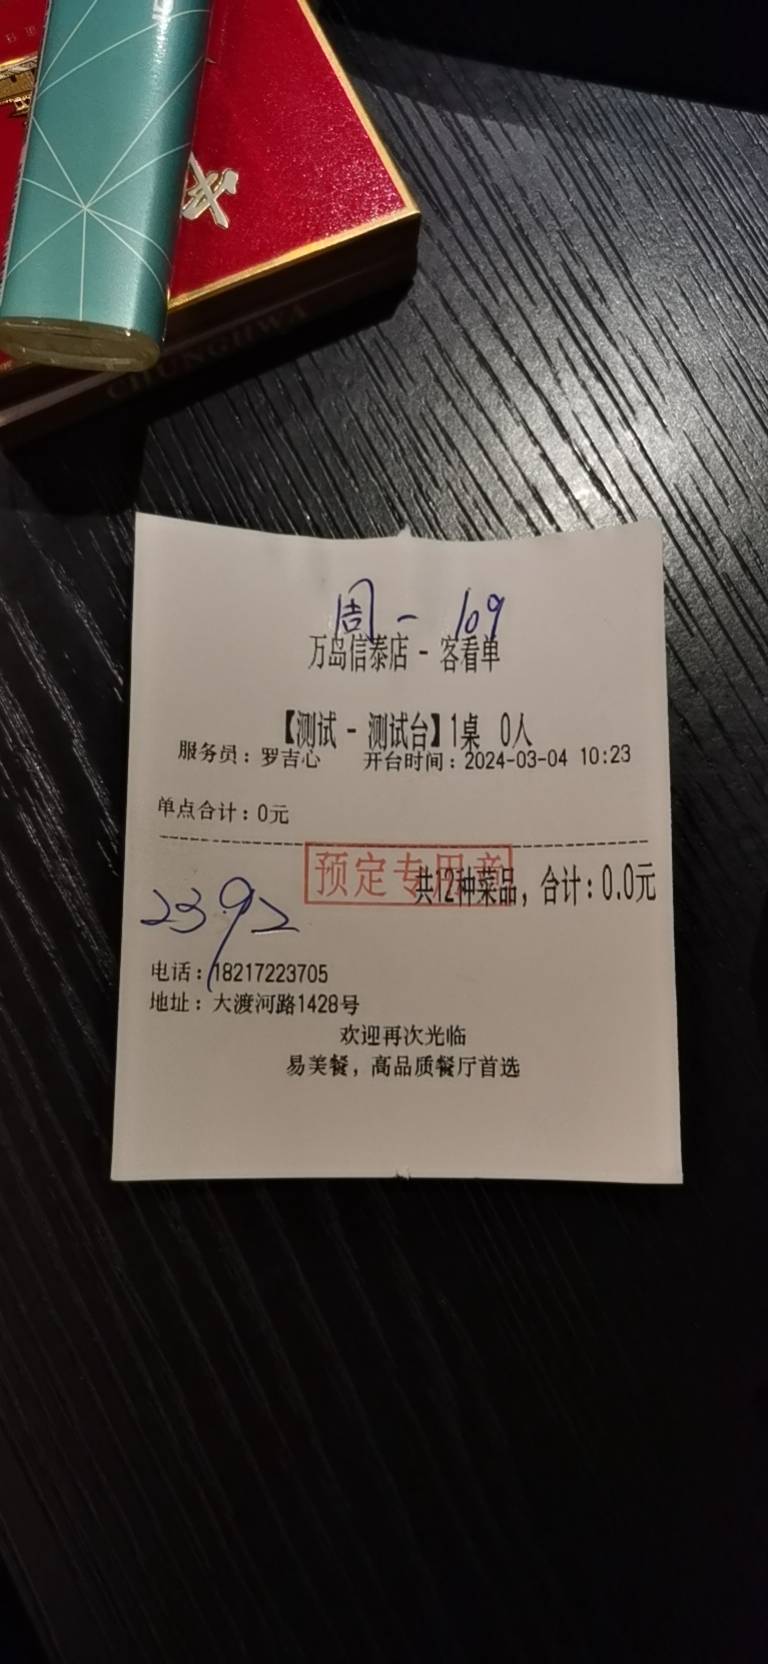 CHUNGHWA
周一 109
万岛信泰店 - 客看单
【测试 - 测试台】1桌 0人
服务员：罗吉心 开台时间：2024-03-04 10:23
单点合计：0元
预定专用章
共12种菜品，合计：0.0元
2392
电话：18217223705
地址：大渡河路1428号
欢迎再次光临
易美餐，高品质餐厅首选